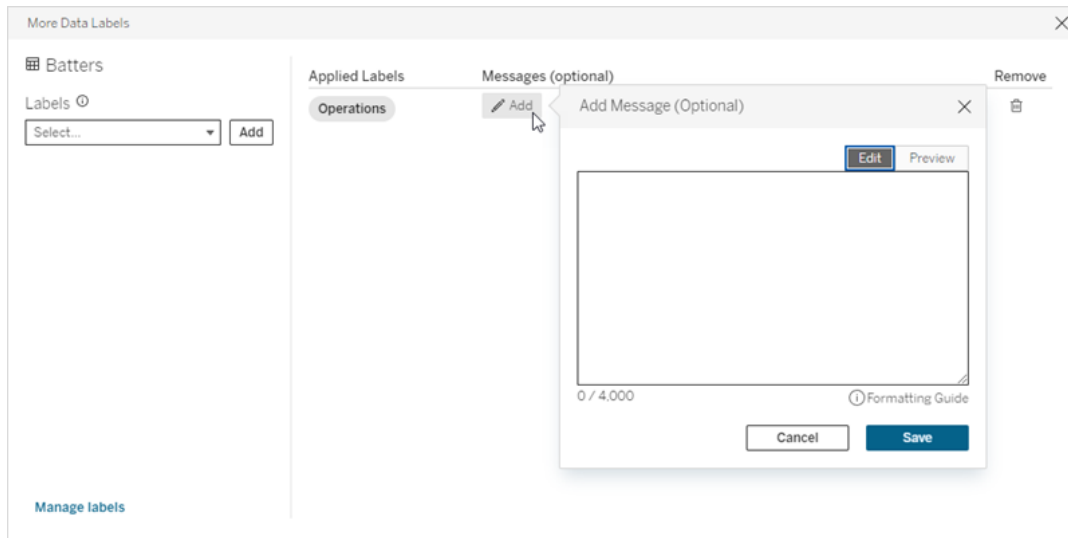 More Data Labels
Batters
Labels
Select...
Add
Manage labels
Applied Labels
Messages (optional)
Remove
Operations
Add
Add Message (Optional)
Edit
Preview
0 / 4,000
Formatting Guide
Cancel
Save